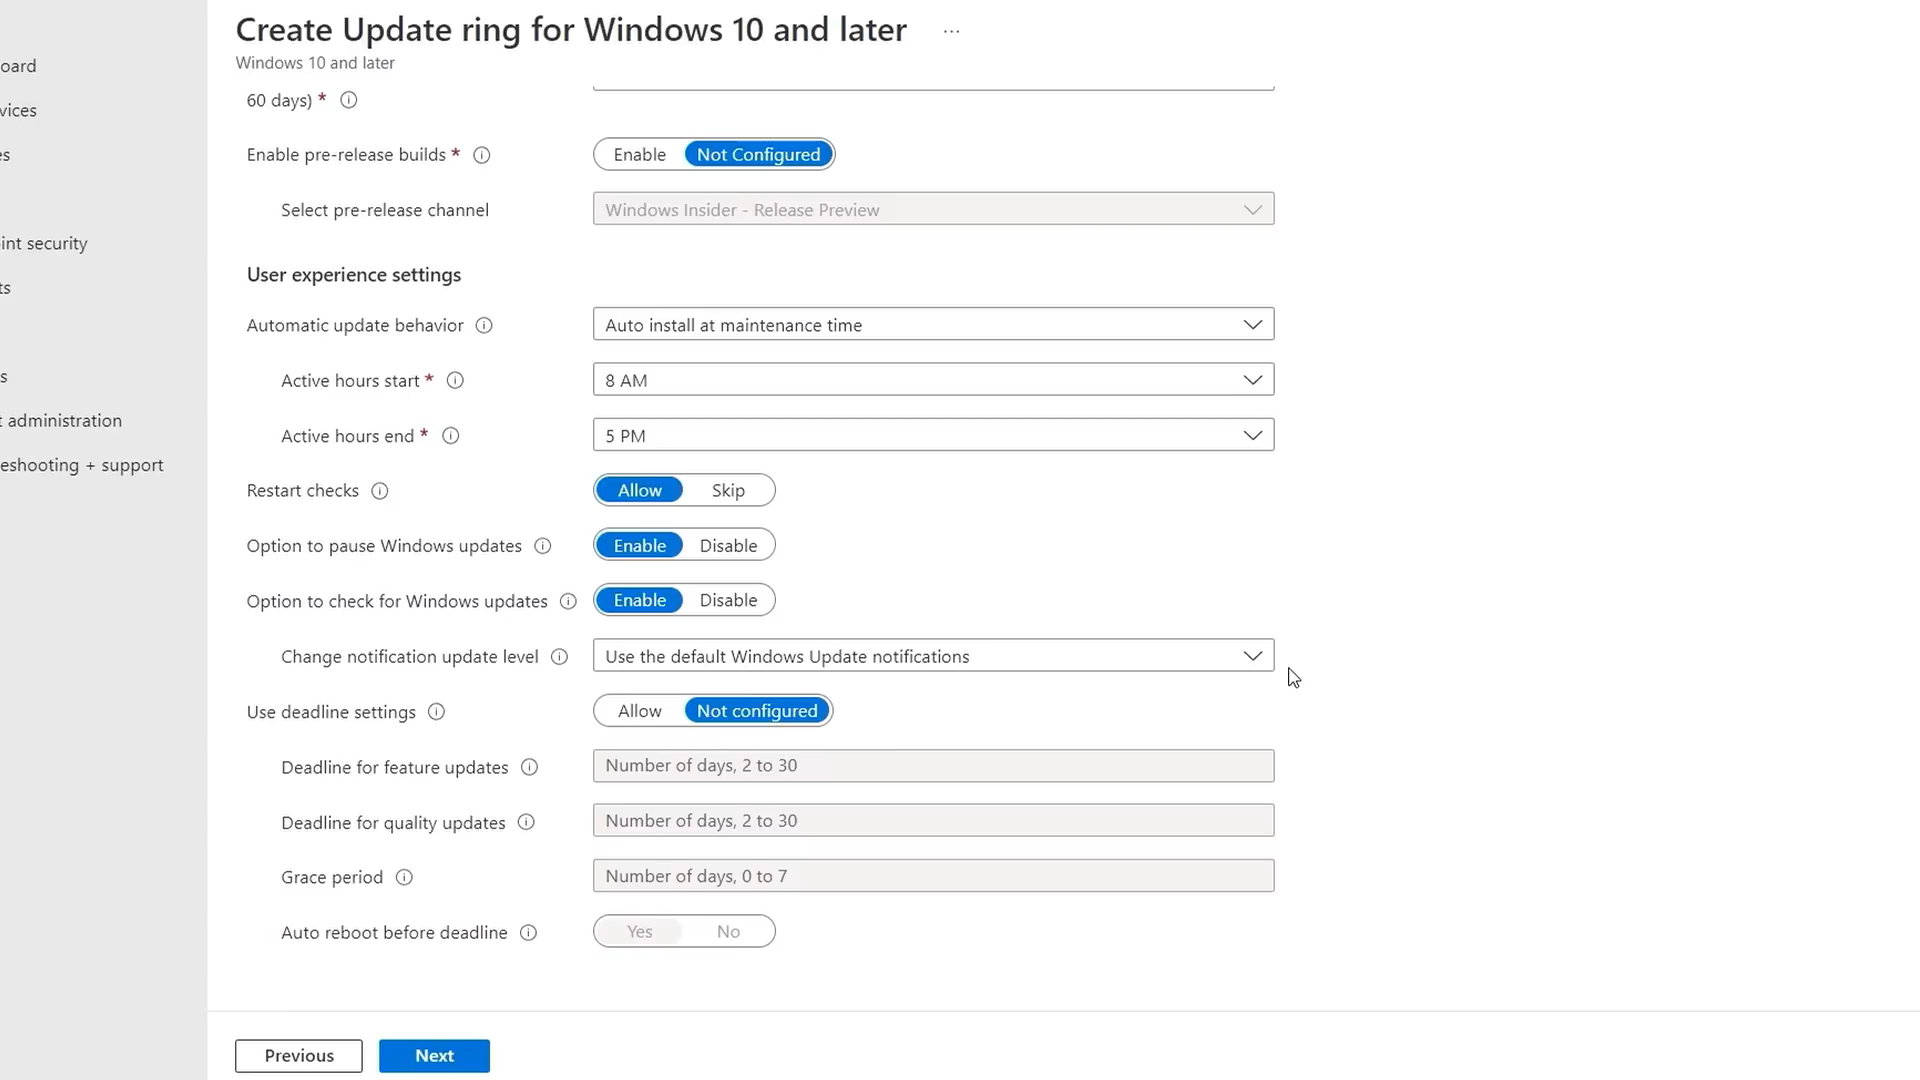 Create Update ring for Windows 10 and later ...
Windows 10 and later
oard
vices
es
int security
ts
s
t administration
eshooting + support
60 days) *
Enable pre-release builds * Enable Not Configured
Select pre-release channel Windows Insider - Release Preview
User experience settings
Automatic update behavior Auto install at maintenance time
Active hours start * 8 AM
Active hours end * 5 PM
Restart checks Allow Skip
Option to pause Windows updates Enable Disable
Option to check for Windows updates Enable Disable
Change notification update level Use the default Windows Update notifications
Use deadline settings Allow Not configured
Deadline for feature updates Number of days, 2 to 30
Deadline for quality updates Number of days, 2 to 30
Grace period Number of days, 0 to 7
Auto reboot before deadline Yes No
Previous Next